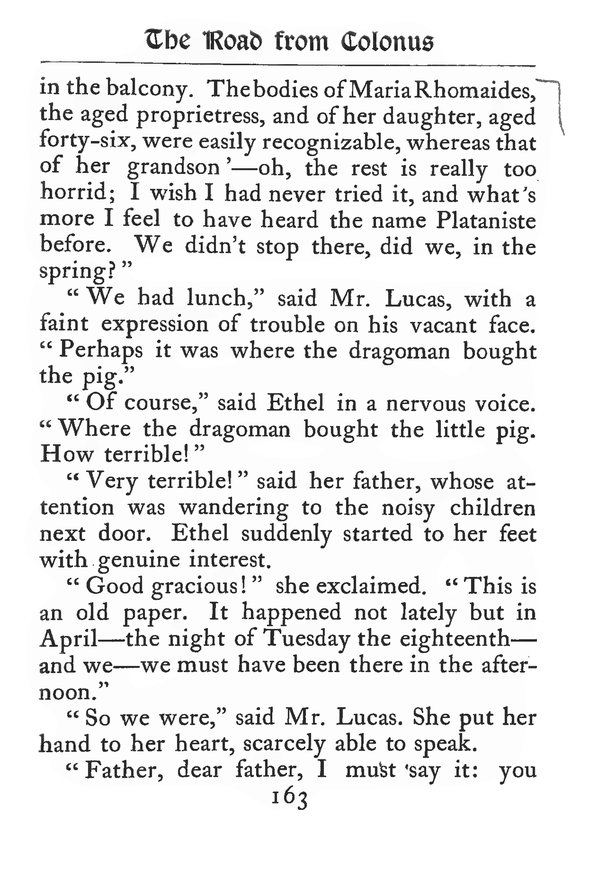 The Road from Colonus
in the balcony. The bodies of Maria Rhomaides,
the aged proprietress, and of her daughter, aged
forty-six, were easily recognizable, whereas that
of her grandson’—oh, the rest is really too
horrid; I wish I had never tried it, and what’s
more I feel to have heard the name Plataniste
before. We didn’t stop there, did we, in the
spring?”
“We had lunch,” said Mr. Lucas, with a
faint expression of trouble on his vacant face.
“Perhaps it was where the dragoman bought
the pig.”
“Of course,” said Ethel in a nervous voice.
“Where the dragoman bought the little pig.
How terrible!”
“Very terrible!” said her father, whose at-
tention was wandering to the noisy children
next door. Ethel suddenly started to her feet
with genuine interest.
“Good gracious!” she exclaimed. “This is
an old paper. It happened not lately but in
April—the night of Tuesday the eighteenth—
and we—we must have been there in the after-
noon.”
“So we were,” said Mr. Lucas. She put her
hand to her heart, scarcely able to speak.
“Father, dear father, I must say it: you
163